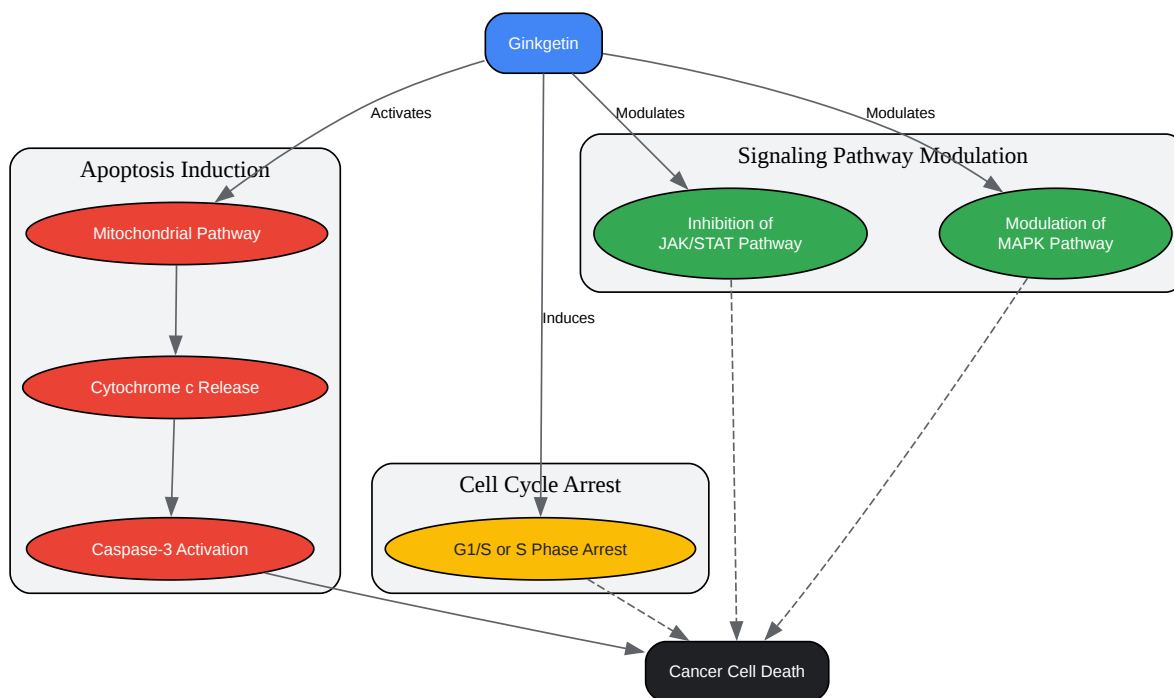 Ginkgetin
Activates
Modulates
Modulates
Apoptosis Induction
Signaling Pathway Modulation
Mitochondrial Pathway
Inhibition of
JAK/STAT Pathway
Modulation of
MAPK Pathway
Induces
Cytochrome c Release
Cell Cycle Arrest
Caspase-3 Activation
G1/S or S Phase Arrest
Cancer Cell Death